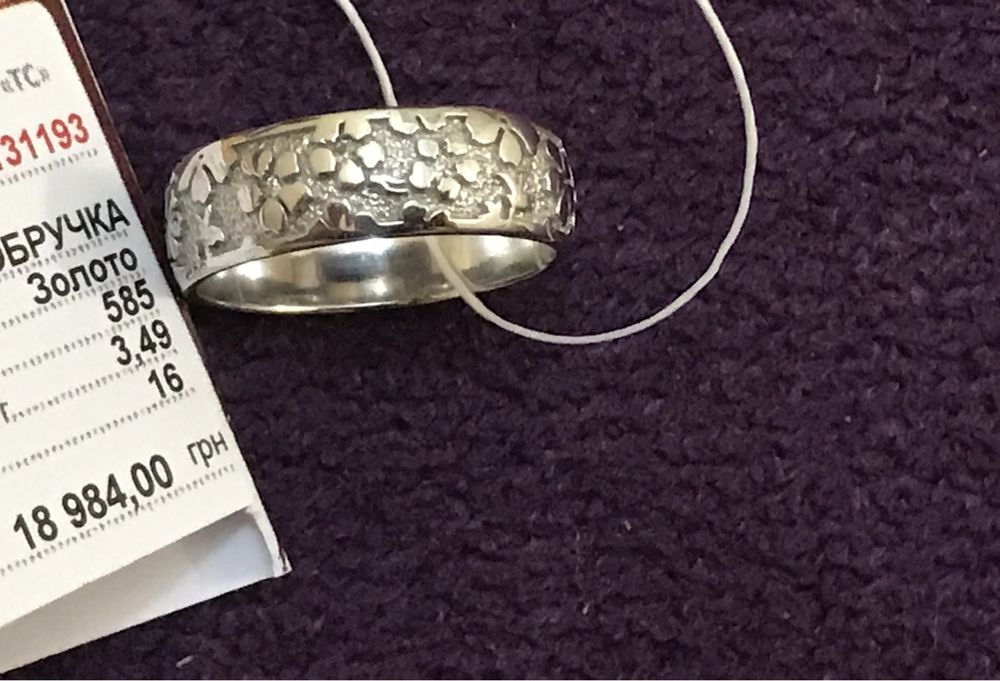 «ТС»
31193
ОБРУЧКА
Золото
585
3,49
г
16
18 984,00 грн